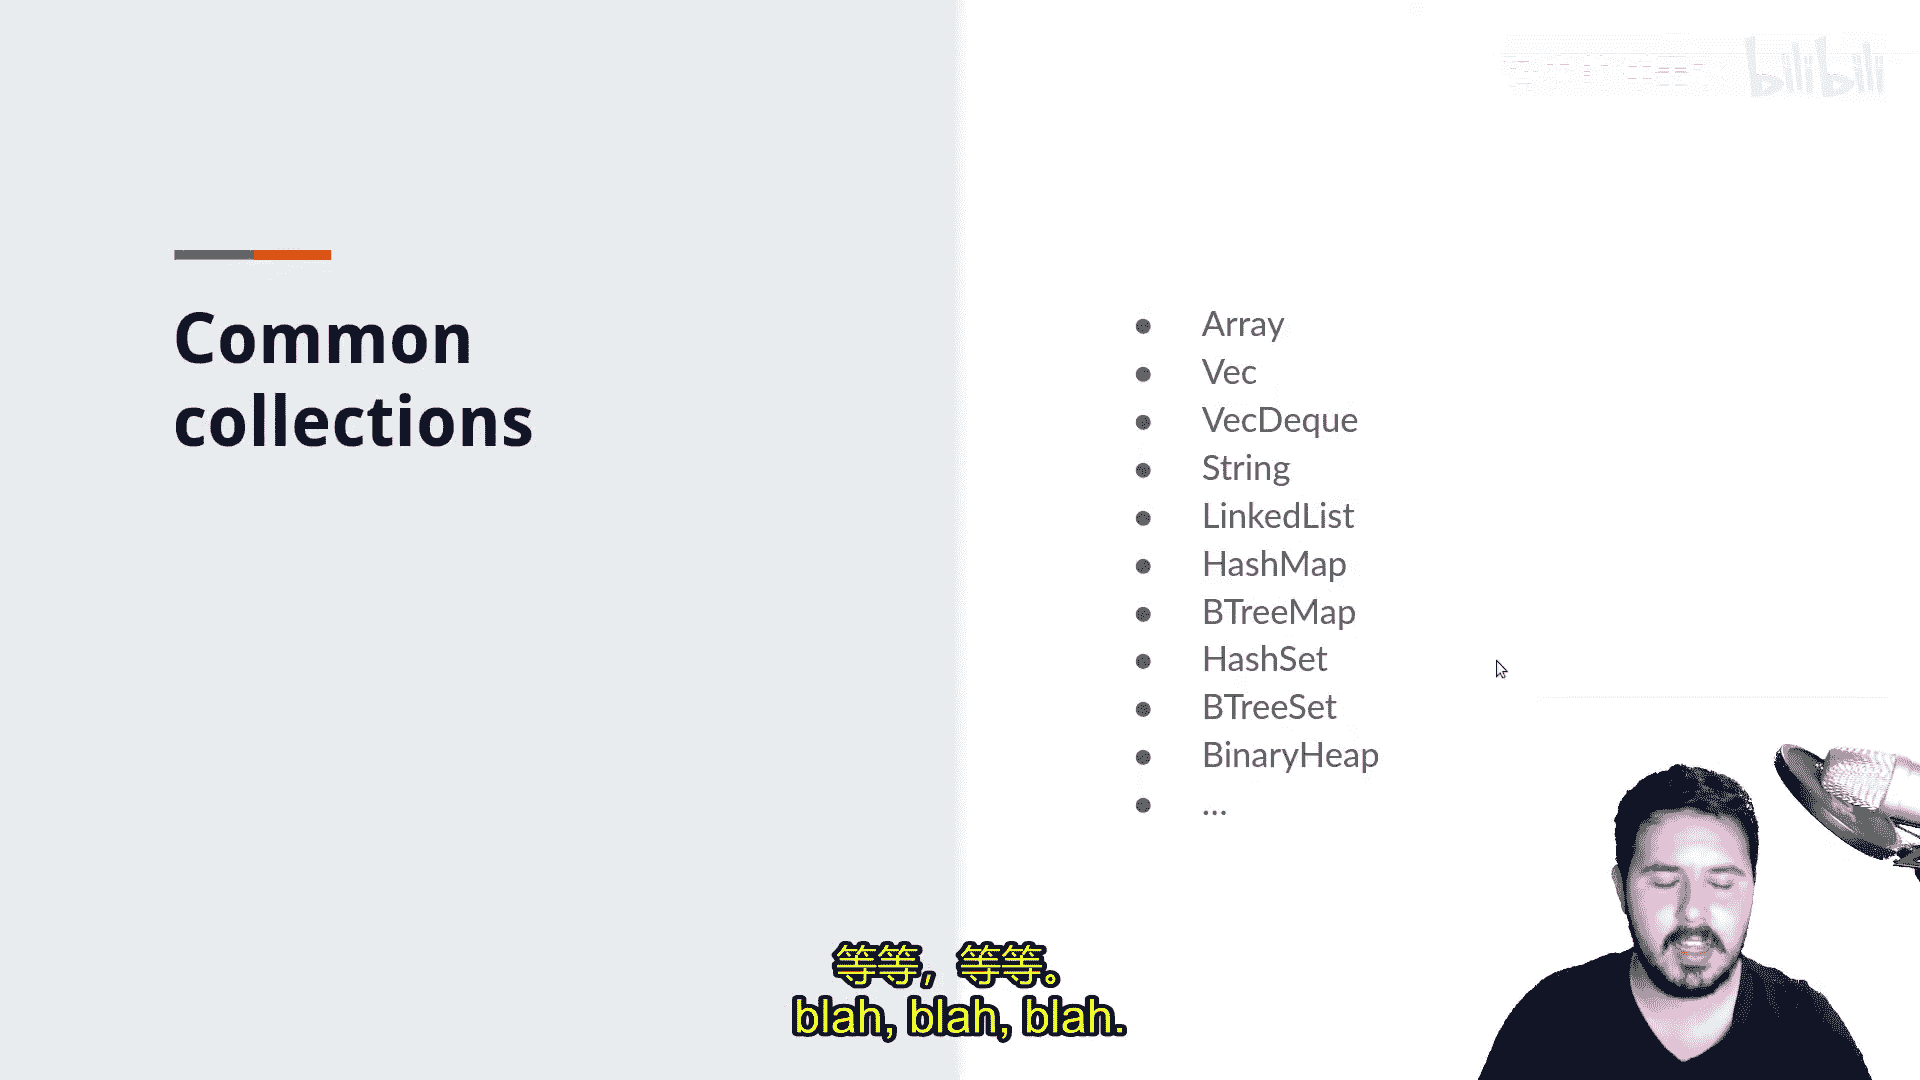 bilibili
Common
collections
● Array
● Vec
● VecDeque
● String
● LinkedList
● HashMap
● BTreeMap
● HashSet
● BTreeSet
● BinaryHeap
● ...
等等，等等。
blah, blah, blah.